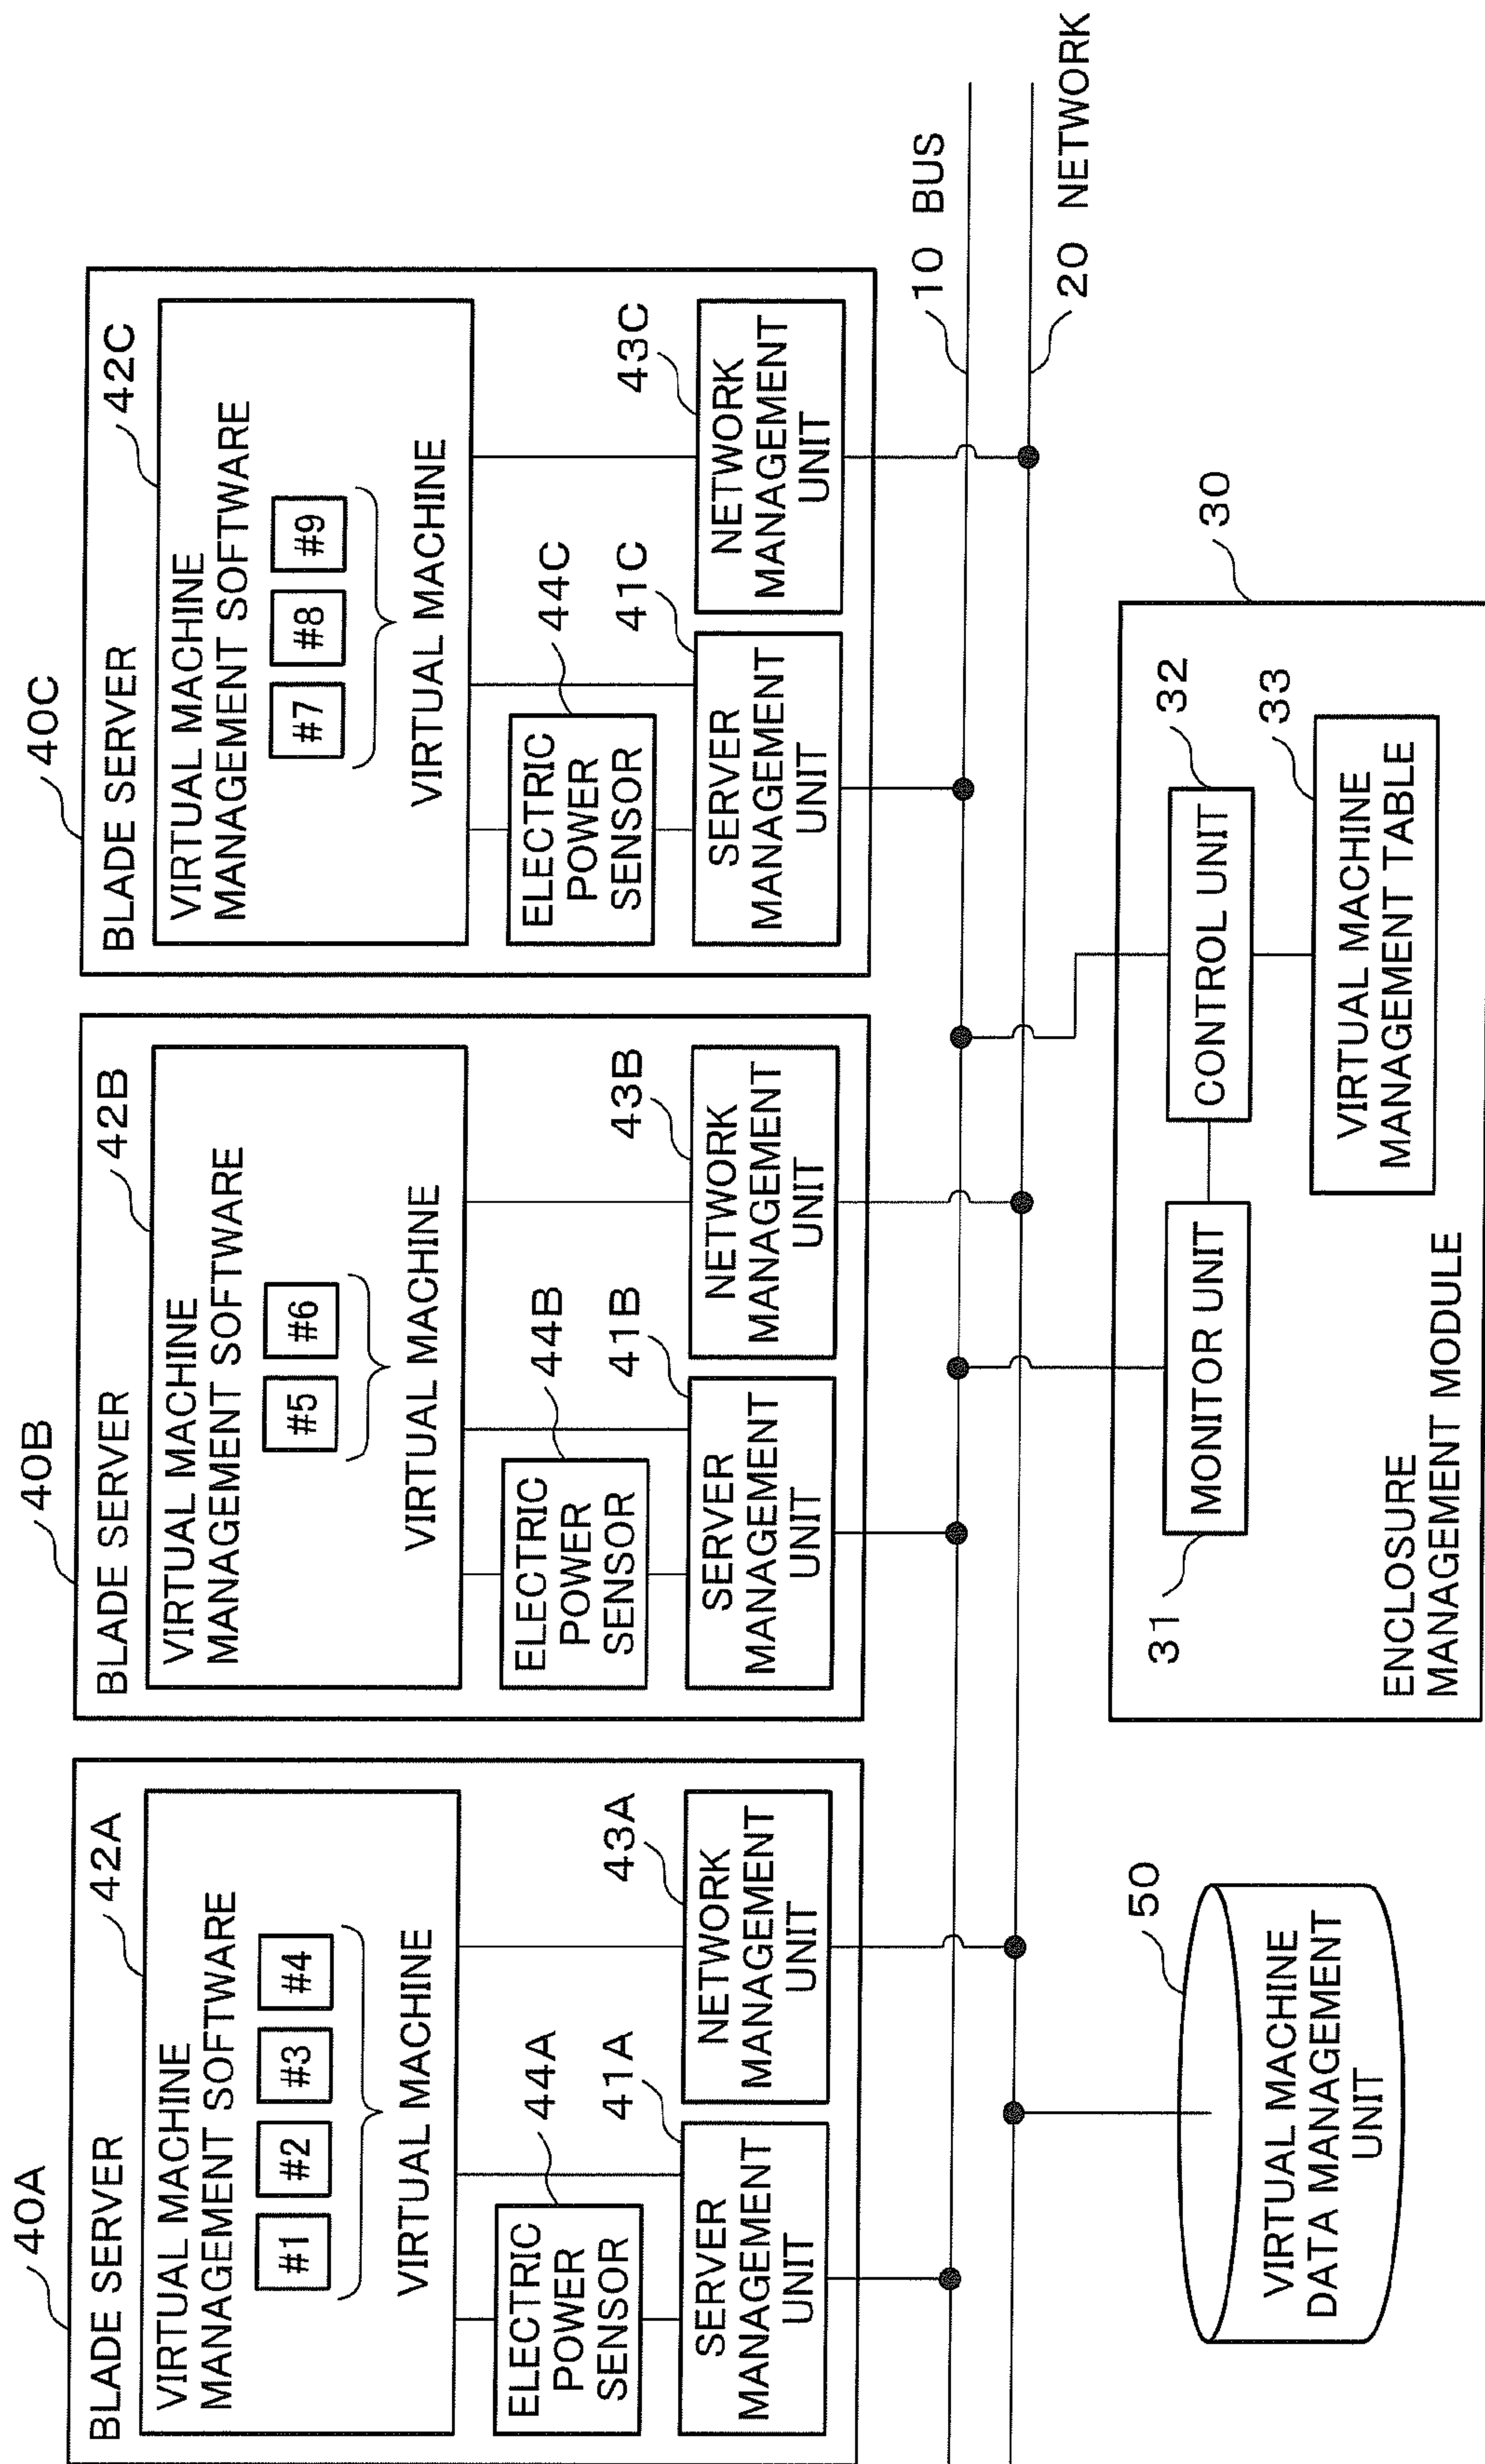 40A
BLADE SERVER
42A
VIRTUAL MACHINE
MANAGEMENT SOFTWARE
#1 #2 #3 #4
VIRTUAL MACHINE
44A
ELECTRIC
POWER
SENSOR
41A
SERVER
MANAGEMENT
UNIT
43A
NETWORK
MANAGEMENT
UNIT
40B
BLADE SERVER
42B
VIRTUAL MACHINE
MANAGEMENT SOFTWARE
#5 #6
VIRTUAL MACHINE
44B
ELECTRIC
POWER
SENSOR
41B
SERVER
MANAGEMENT
UNIT
43B
NETWORK
MANAGEMENT
UNIT
40C
BLADE SERVER
42C
VIRTUAL MACHINE
MANAGEMENT SOFTWARE
#7 #8 #9
VIRTUAL MACHINE
44C
ELECTRIC
POWER
SENSOR
41C
SERVER
MANAGEMENT
UNIT
43C
NETWORK
MANAGEMENT
UNIT
10 BUS
20 NETWORK
50
VIRTUAL MACHINE
DATA MANAGEMENT
UNIT
30
31
MONITOR UNIT
32
CONTROL UNIT
33
VIRTUAL MACHINE
MANAGEMENT TABLE
ENCLOSURE
MANAGEMENT MODULE